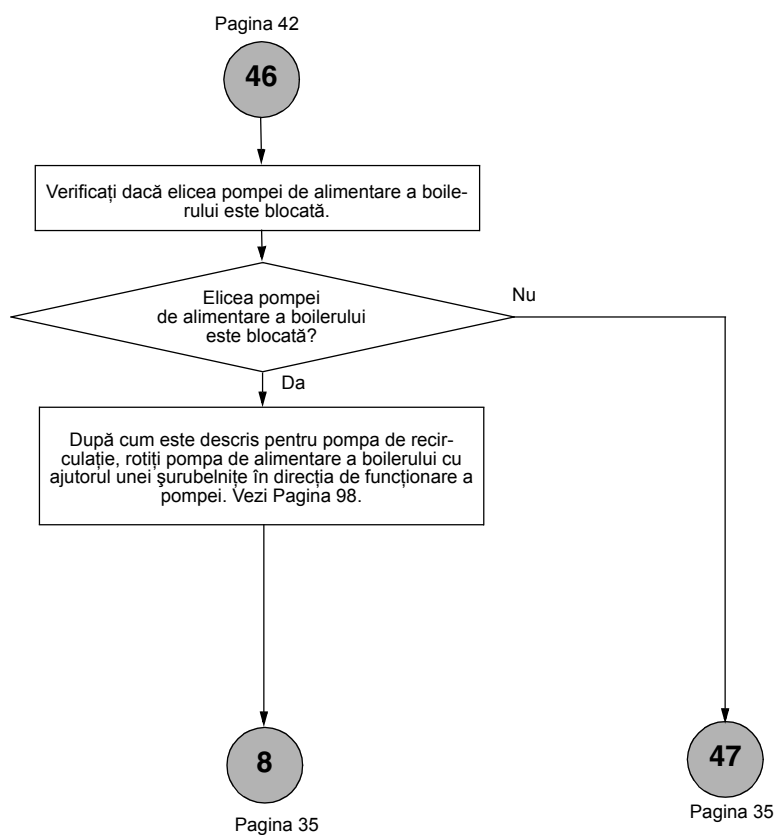 Pagina 42
46
Verificați dacă elicea pompei de alimentare a boile-
rului este blocată.
Elicea pompei
de alimentare a boilerului
este blocată?
Nu
Da
După cum este descris pentru pompa de recir-
culație, rotiți pompa de alimentare a boilerului cu
ajutorul unei şurubelnițe în direcția de funcționare a
pompei. Vezi Pagina 98.
8
Pagina 35
47
Pagina 35